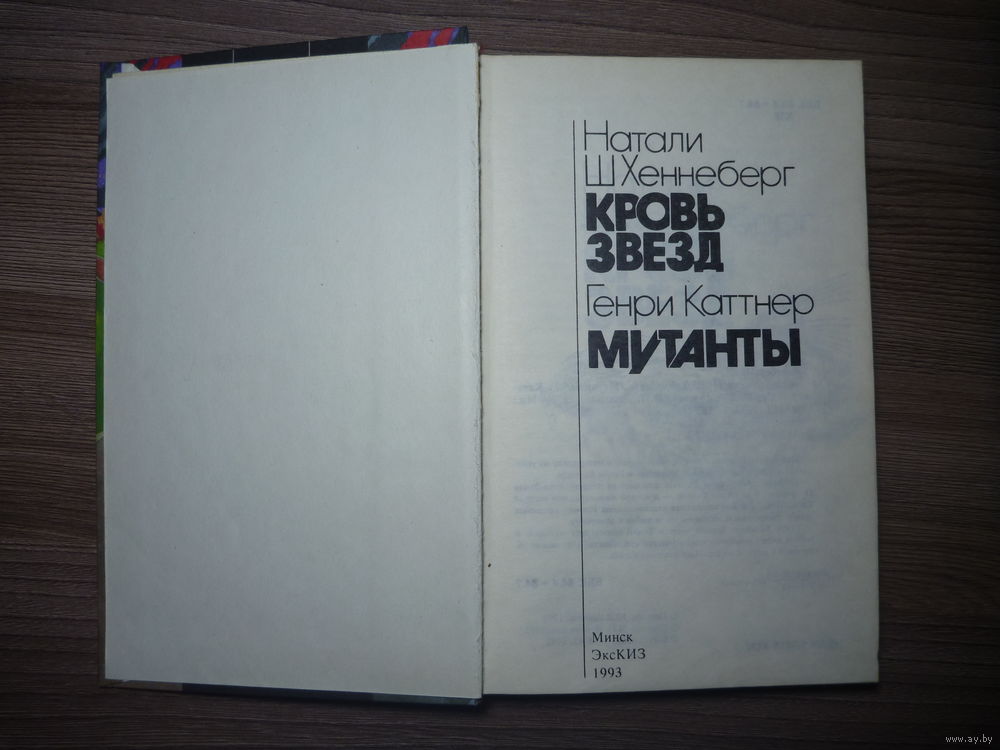 Натали
Ш Хеннеберг
КРОВЬ
ЗВЕЗД
Генри Каттнер
МУТАНТЫ
Минск
ЭксКИЗ
1993
www.ay.by